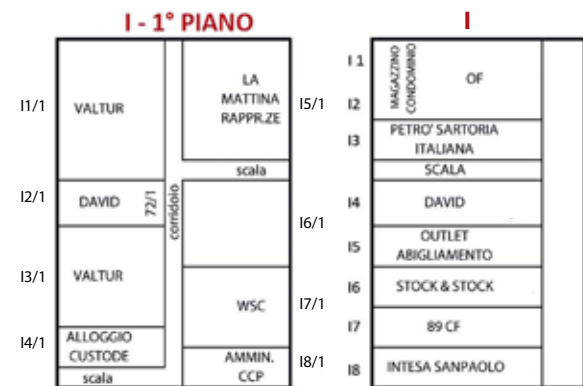 I - 1° PIANO
I1/1
VALTUR
I2/1
DAVID
72/1
I3/1
VALTUR
I4/1
ALLOGGIO
CUSTODE
scala
corridoio
LA
MATTINA
RAPPR.ZE
I5/1
scala
I6/1
WSC
I7/1
AMMIN.
CCP
I8/1
I
I 1
MAGAZZINO
CONDOMINIO
OF
I2
I3
PETRO' SARTORIA
ITALIANA
SCALA
I4
DAVID
I5
OUTLET
ABIGLIAMENTO
I6
STOCK & STOCK
I7
89 CF
I8
INTESA SANPAOLO